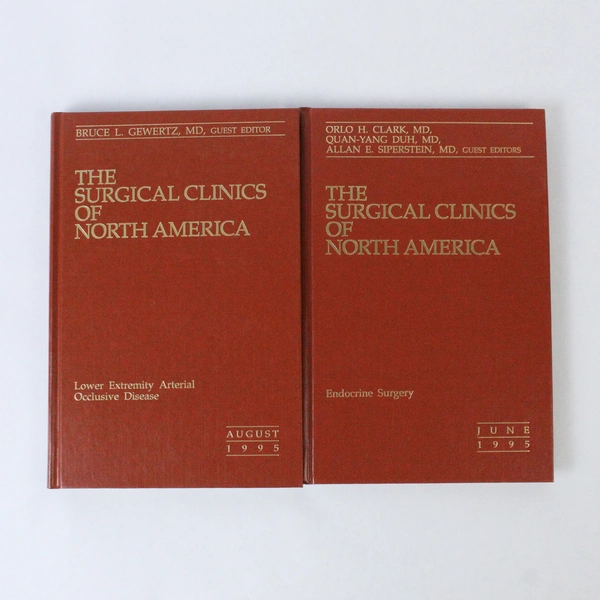 BRUCE L. GEWERTZ, MD, GUEST EDITOR
THE
SURGICAL CLINICS
OF
NORTH AMERICA
Lower Extremity Arterial
Occlusive Disease
AUGUST
1995
ORLO H. CLARK, MD,
QUAN-YANG DUH, MD,
ALLAN E. SIPERSTEIN, MD, GUEST EDITORS
THE
SURGICAL CLINICS
OF
NORTH AMERICA
Endocrine Surgery
JUNE
1995